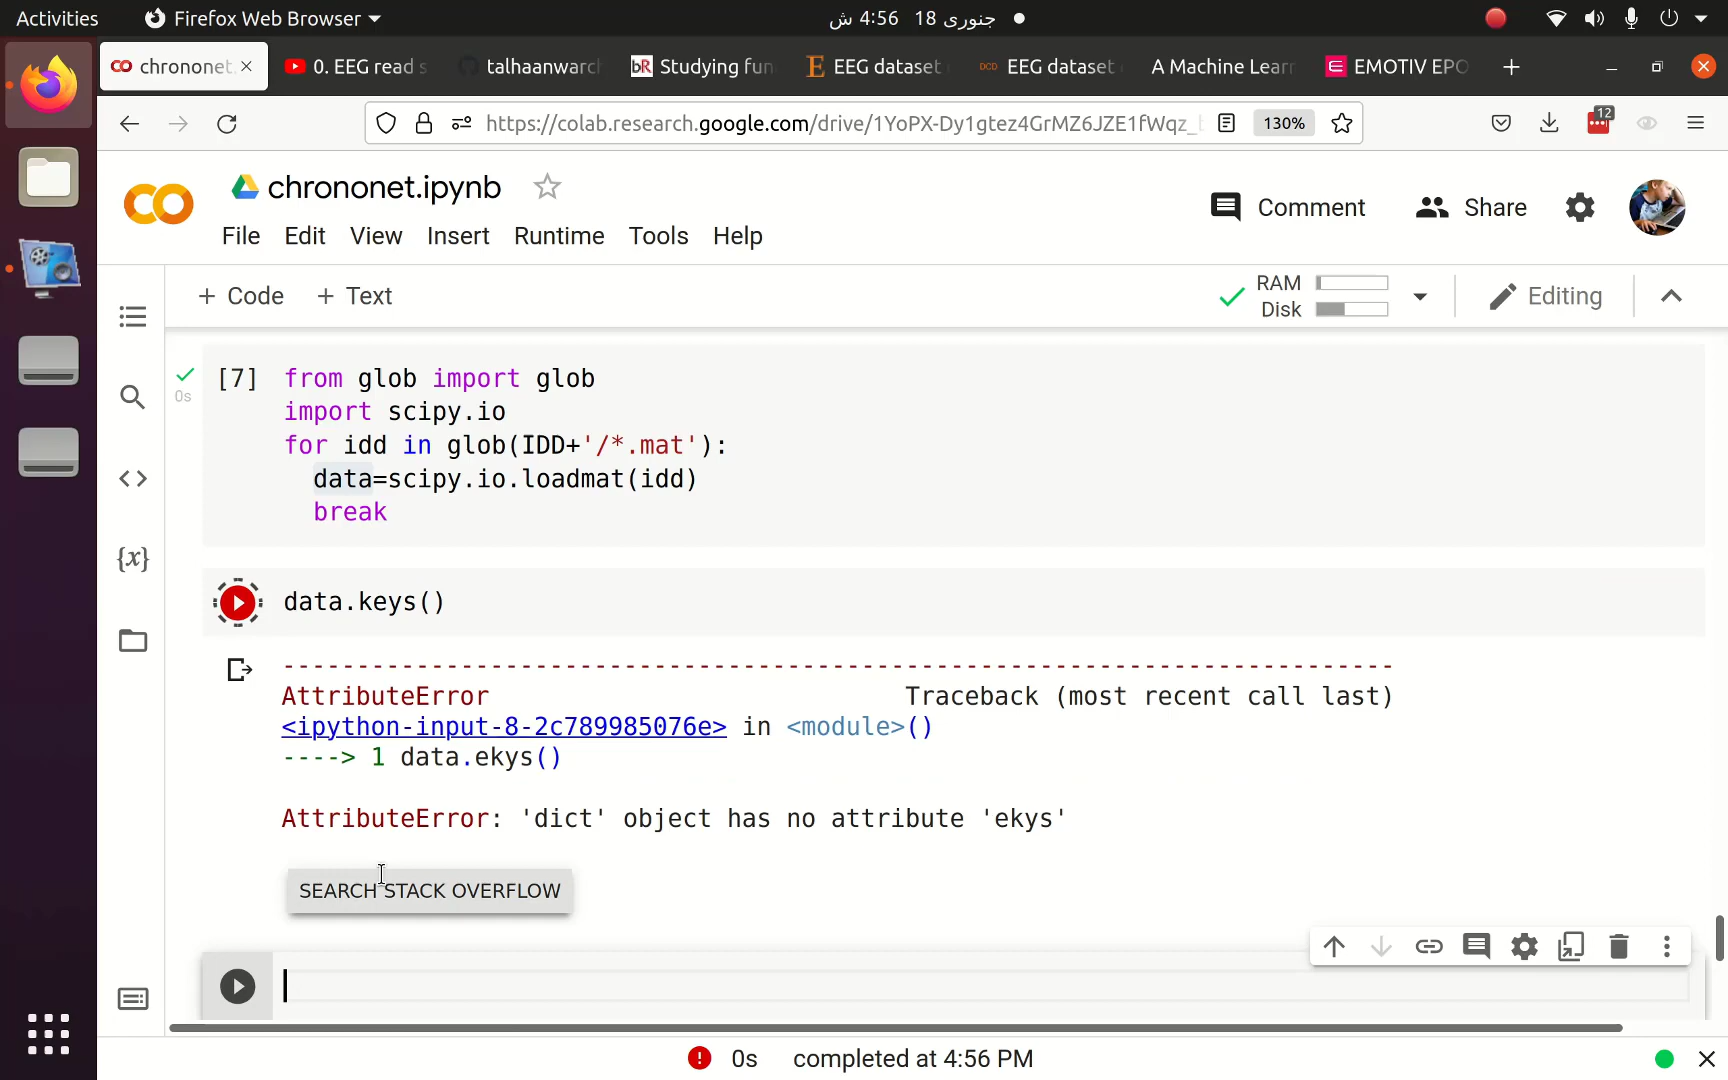 Activities Firefox Web Browser 18 جنوری 4:56 ش
chrononet. 0. EEG read s talhaanwarch bR Studying fun EEG dataset DCD EEG dataset A Machine Lear EMOTIV EPO
https://colab.research.google.com/drive/1YoPX-Dy1gtez4GrMZ6JZE1fWqz_ 130% 12
chrononet.ipynb
Comment Share
File Edit View Insert Runtime Tools Help
+ Code + Text RAM Disk Editing
[7] from glob import glob
0s import scipy.io
for idd in glob(IDD+'/*.mat'):
data=scipy.io.loadmat(idd)
break
{x}
data.keys()
---------------------------------------------------------------------------
AttributeError Traceback (most recent call last)
<ipython-input-8-2c789985076e> in <module>()
----> 1 data.ekys()
AttributeError: 'dict' object has no attribute 'ekys'
SEARCH STACK OVERFLOW
0s completed at 4:56 PM